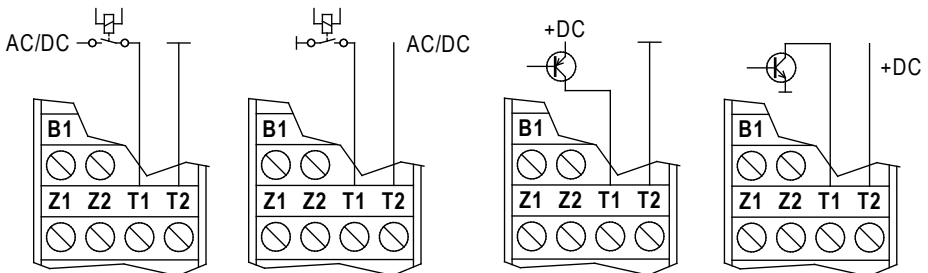 AC/DC
B1
Z1 Z2 T1 T2
AC/DC
B1
Z1 Z2 T1 T2
+DC
B1
Z1 Z2 T1 T2
+DC
B1
Z1 Z2 T1 T2